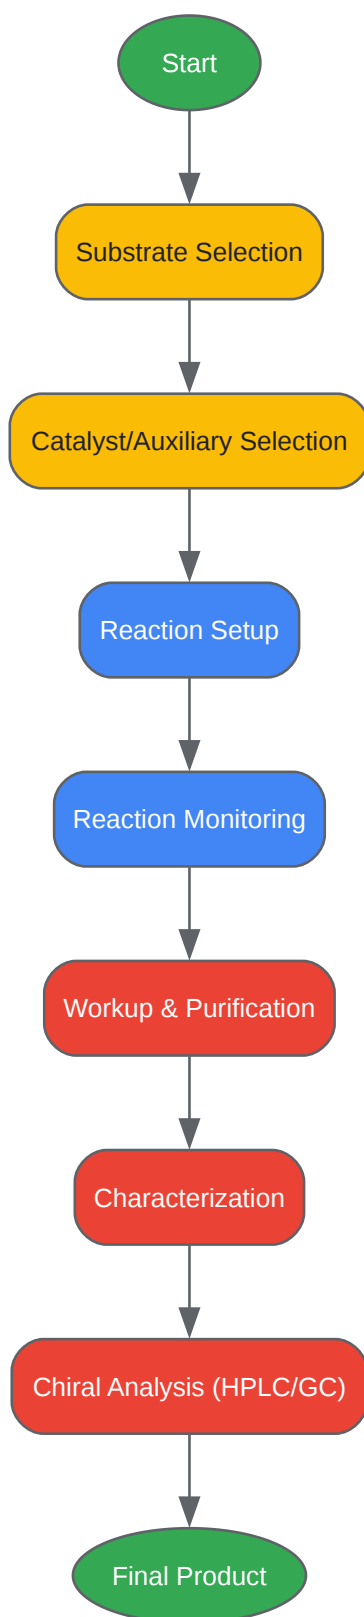 Start
Substrate Selection
Catalyst/Auxiliary Selection
Reaction Setup
Reaction Monitoring
Workup & Purification
Characterization
Chiral Analysis (HPLC/GC)
Final Product